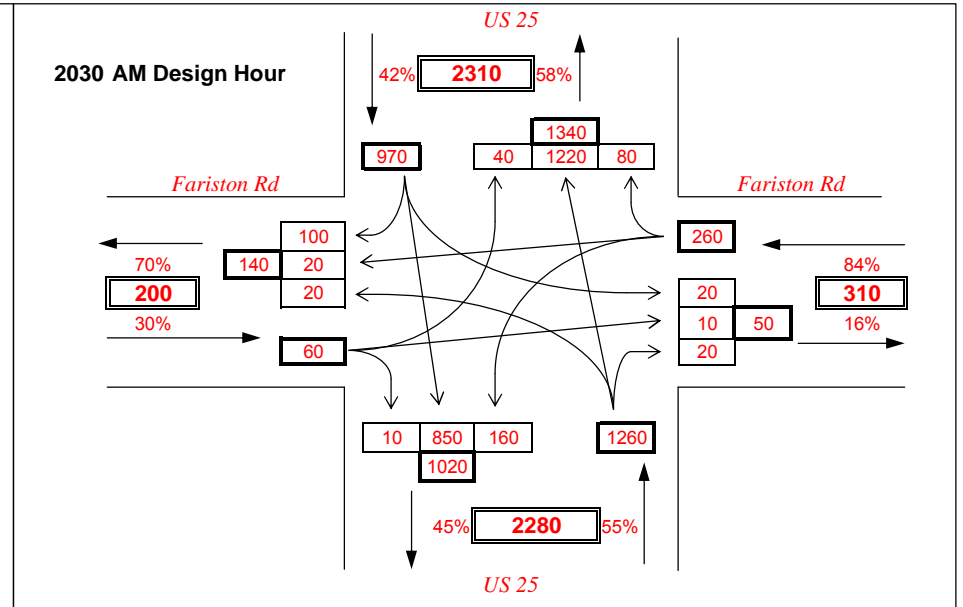 US 25
2030 AM Design Hour
42% 2310 58%
1340
970 40 1220 80
Fariston Rd Fariston Rd
100 260
70% 140 20 84%
200 20 20 310
30% 10 50 16%
60 20
10 850 160 1260
1020
45% 2280 55%
US 25